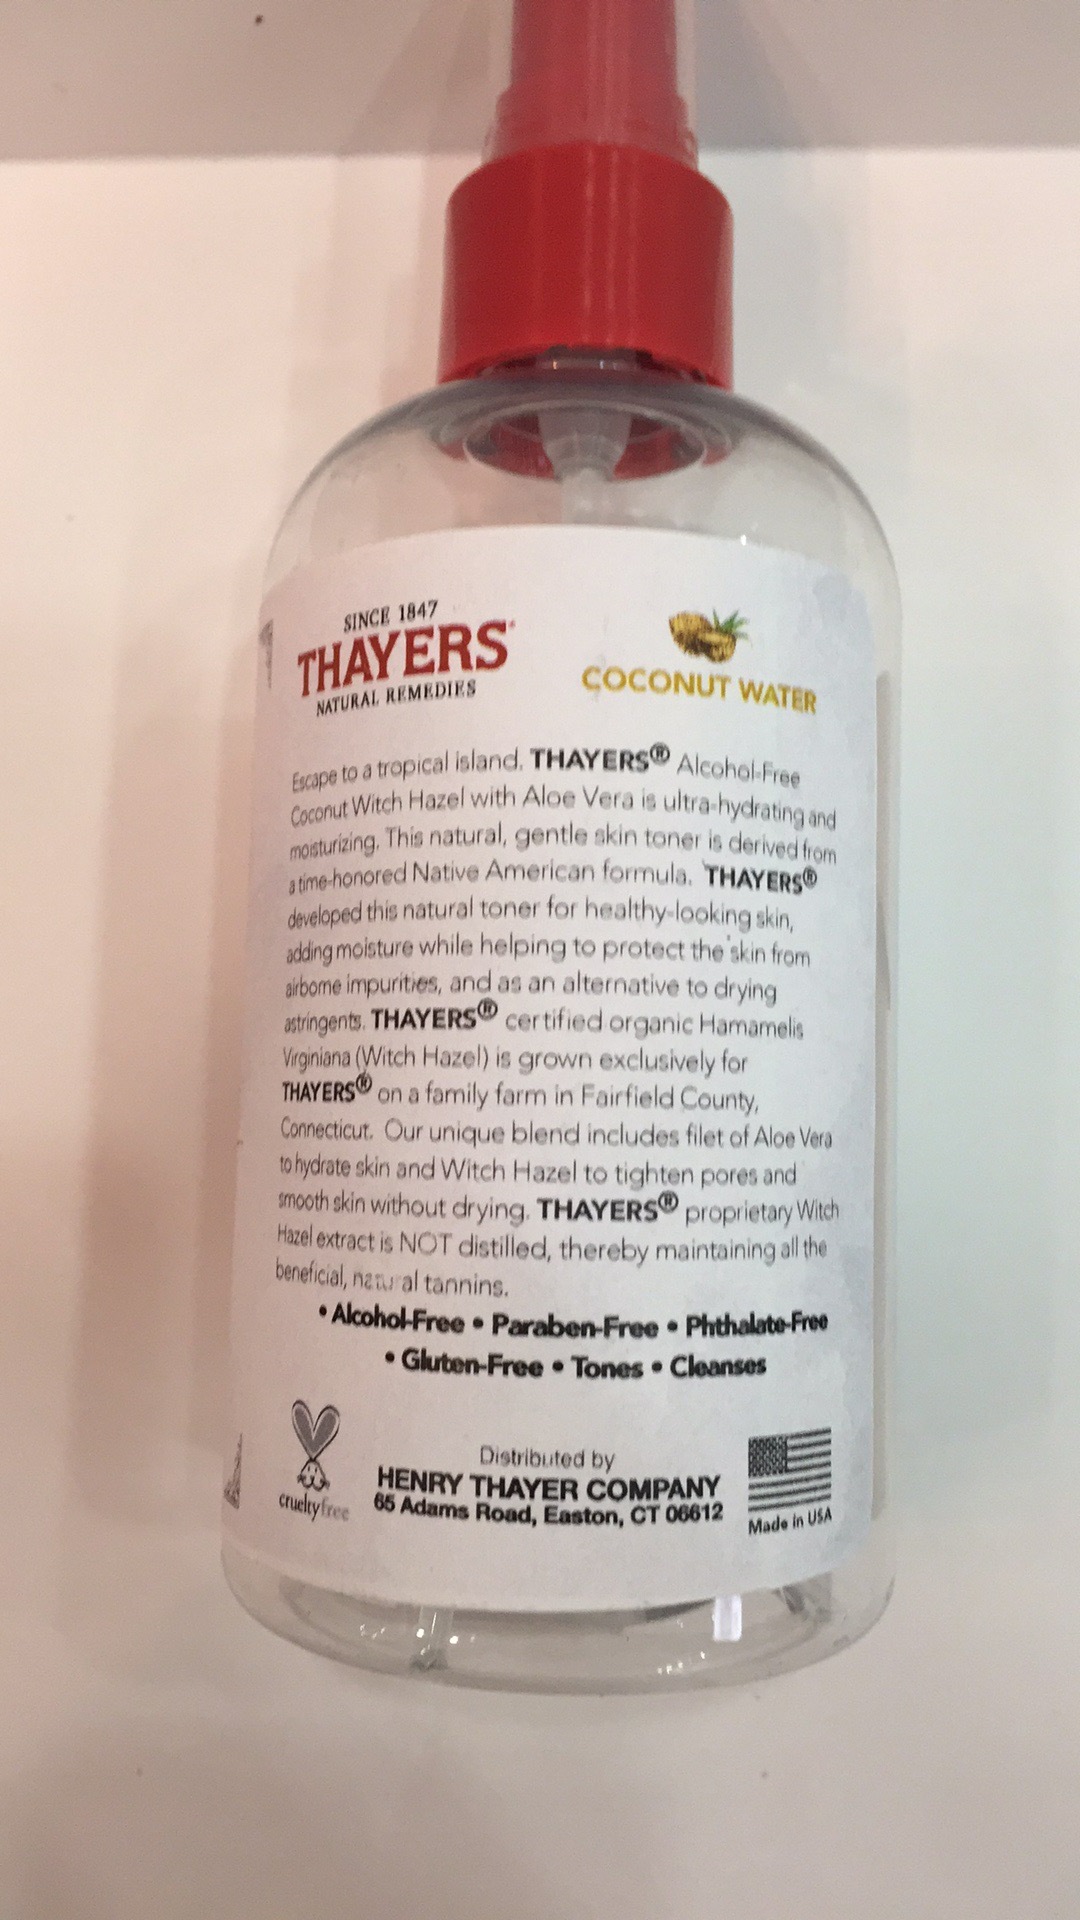 SINCE 1847
THAYERS®
NATURAL REMEDIES
COCONUT WATER
Escape to a tropical island. THAYERS® Alcohol-Free
Coconut Witch Hazel with Aloe Vera is ultra-hydrating and
moisturizing. This natural, gentle skin toner is derived from
a time-honored Native American formula. THAYERS®
developed this natural toner for healthy-looking skin,
adding moisture while helping to protect the skin from
airborne impurities, and as an alternative to drying
astringents. THAYERS® certified organic Hamamelis
Virginiana (Witch Hazel) is grown exclusively for
THAYERS® on a family farm in Fairfield County,
Connecticut. Our unique blend includes filet of Aloe Vera
to hydrate skin and Witch Hazel to tighten pores and
smooth skin without drying. THAYERS® proprietary Witch
Hazel extract is NOT distilled, thereby maintaining all the
beneficial, natural tannins.
• Alcohol-Free • Paraben-Free • Phthalate-Free
• Gluten-Free • Tones • Cleanses
crueltyfree
Distributed by
HENRY THAYER COMPANY
65 Adams Road, Easton, CT 06612
Made in USA